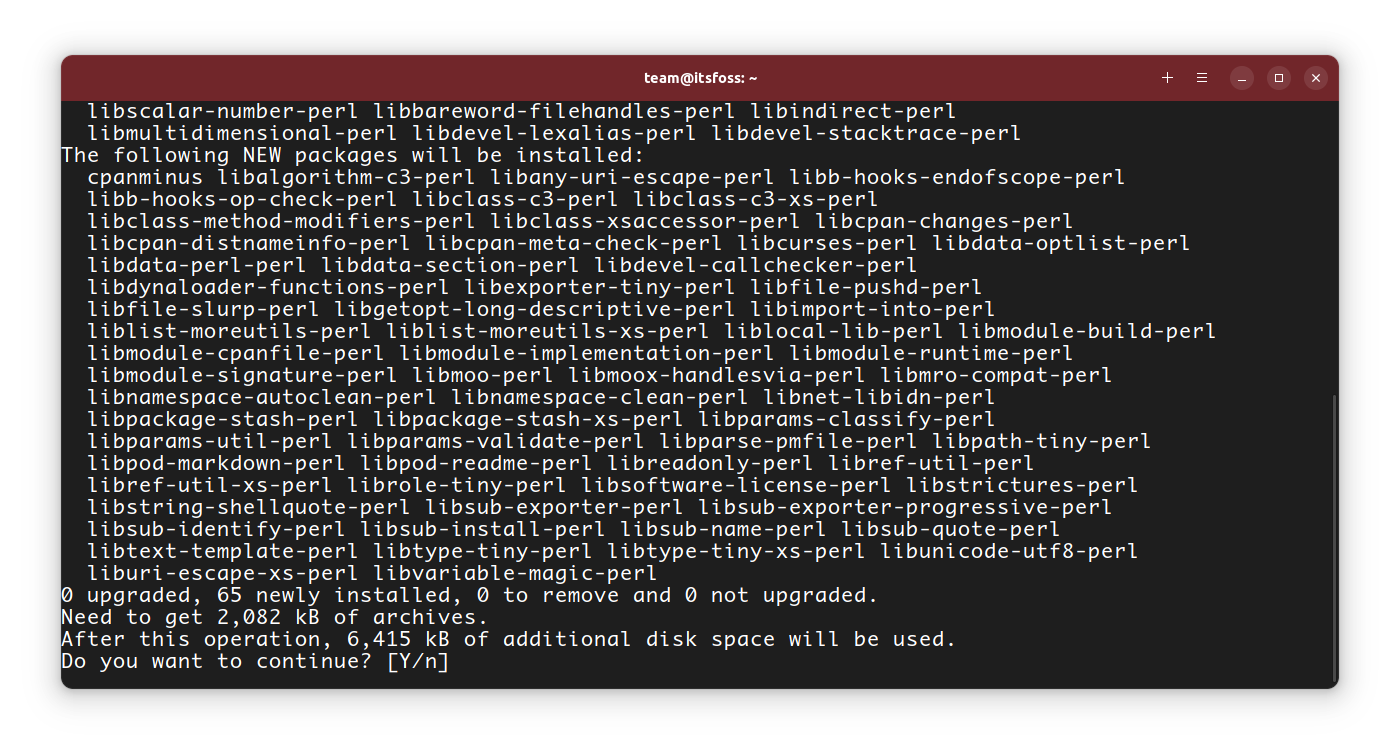 team@itsfoss: ~
libscalar-number-perl libbareword-filehandles-perl libindirect-perl
libmultidimensional-perl libdevel-lexalias-perl libdevel-stacktrace-perl
The following NEW packages will be installed:
cpanminus libalgorithm-c3-perl libany-uri-escape-perl libb-hooks-endofscope-perl
libb-hooks-op-check-perl libclass-c3-perl libclass-c3-xs-perl
libclass-method-modifiers-perl libclass-xsaccessor-perl libcpan-changes-perl
libcpan-distnameinfo-perl libcpan-meta-check-perl libcurses-perl libdata-optlist-perl
libdata-perl-perl libdata-section-perl libdevel-callchecker-perl
libdynaloader-functions-perl libexporter-tiny-perl libfile-pushd-perl
libfile-slurp-perl libgetopt-long-descriptive-perl libimport-into-perl
liblist-moreutils-perl liblist-moreutils-xs-perl liblocal-lib-perl libmodule-build-perl
libmodule-cpanfile-perl libmodule-implementation-perl libmodule-runtime-perl
libmodule-signature-perl libmoo-perl libmoox-handlesvia-perl libmro-compat-perl
libnamespace-autoclean-perl libnamespace-clean-perl libnet-libidn-perl
libpackage-stash-perl libpackage-stash-xs-perl libparams-classify-perl
libparams-util-perl libparams-validate-perl libparse-pmfile-perl libpath-tiny-perl
libpod-markdown-perl libpod-readme-perl libreadonly-perl libref-util-perl
libref-util-xs-perl librole-tiny-perl libsoftware-license-perl libstrictures-perl
libstring-shellquote-perl libsub-exporter-perl libsub-exporter-progressive-perl
libsub-identify-perl libsub-install-perl libsub-name-perl libsub-quote-perl
libtext-template-perl libtype-tiny-perl libtype-tiny-xs-perl libunicode-utf8-perl
liburi-escape-xs-perl libvariable-magic-perl
0 upgraded, 65 newly installed, 0 to remove and 0 not upgraded.
Need to get 2,082 kB of archives.
After this operation, 6,415 kB of additional disk space will be used.
Do you want to continue? [Y/n]